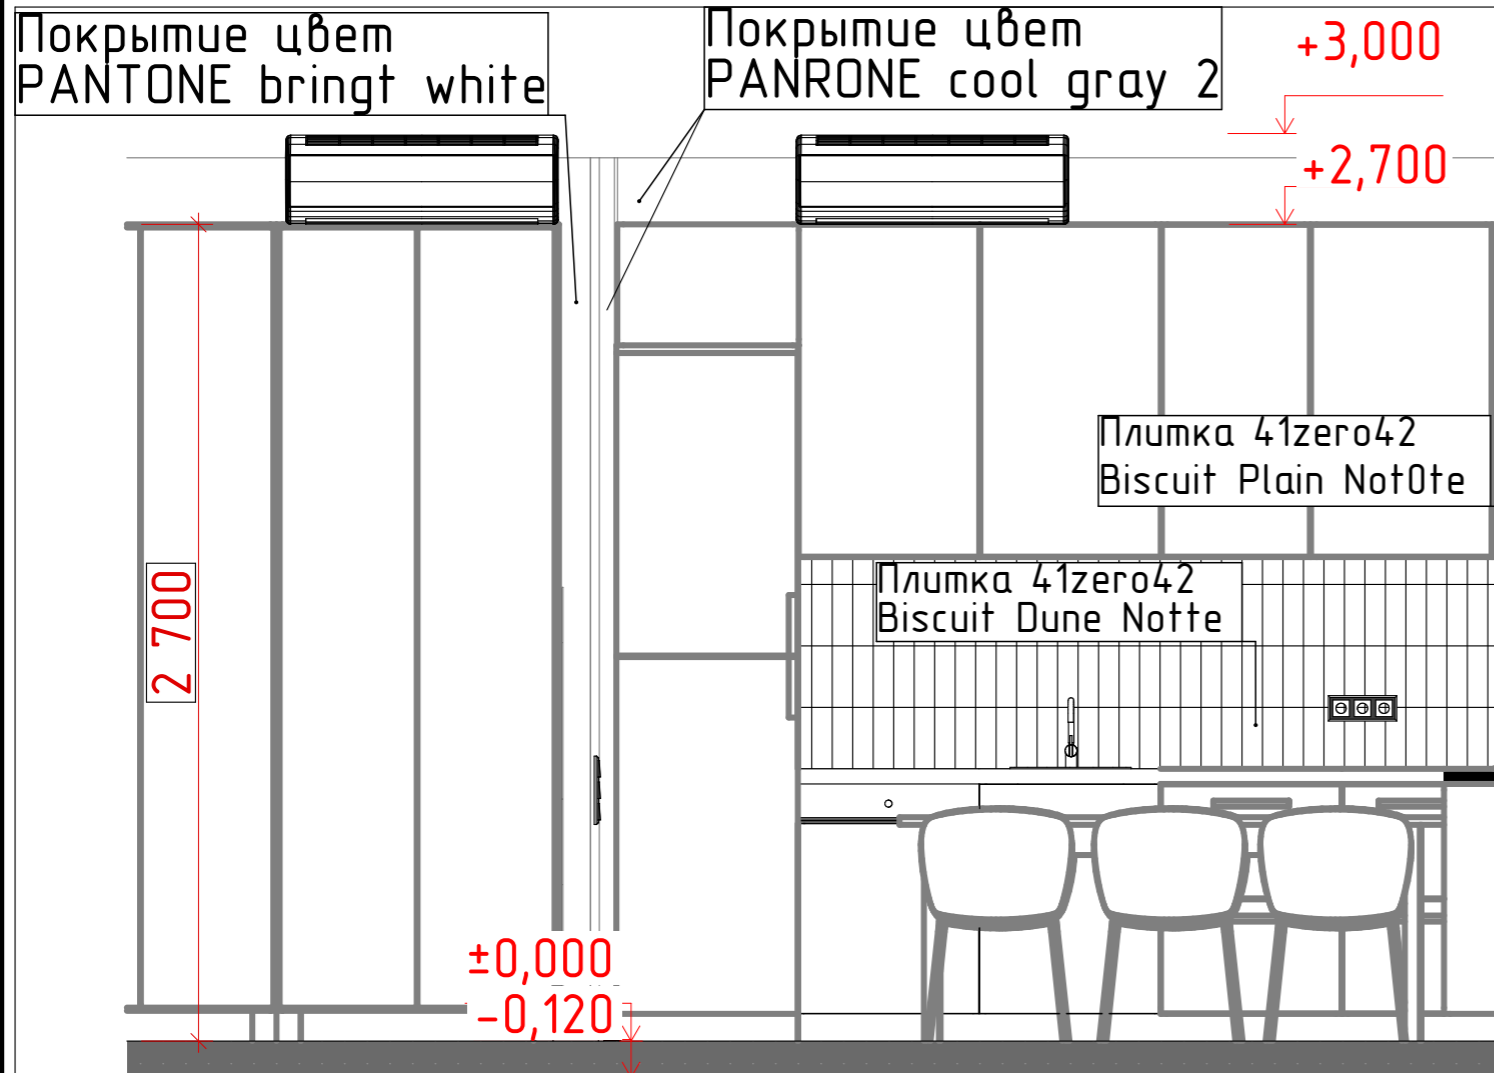 Покрытие цвет
PANTONE bringt white
Покрытие цвет
PANRONE cool gray 2
+3,000
+2,700
Плитка 41zero42
Biscuit Plain Not0te
Плитка 41zero42
Biscuit Dune Notte
2 700
±0,000
-0,120